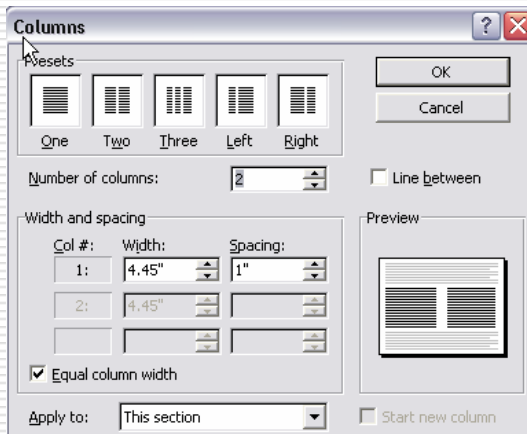 Columns
Presets
OK
Cancel
One Two Three Left Right
Number of columns: 2
Line between
Width and spacing
Preview
Col #: Width: Spacing:
1: 4.45" 1"
2: 4.45"
Equal column width
Apply to: This section
Start new column